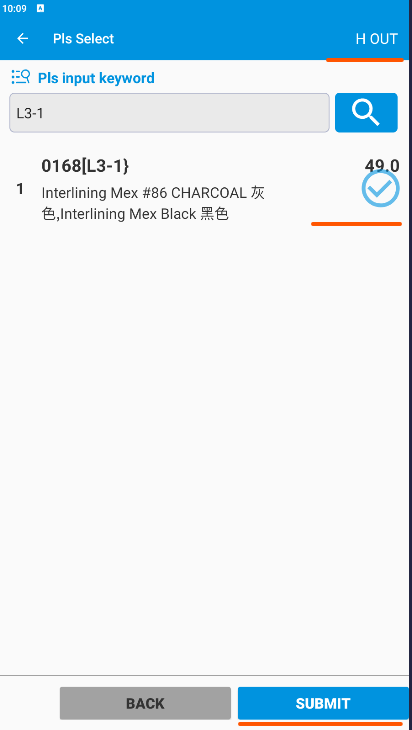 10:09 A
Pls Select H OUT
Pls input keyword
L3-1
0168[L3-1} 49.0
1
Interlining Mex #86 CHARCOAL 灰
色,Interlining Mex Black 黑色
BACK SUBMIT